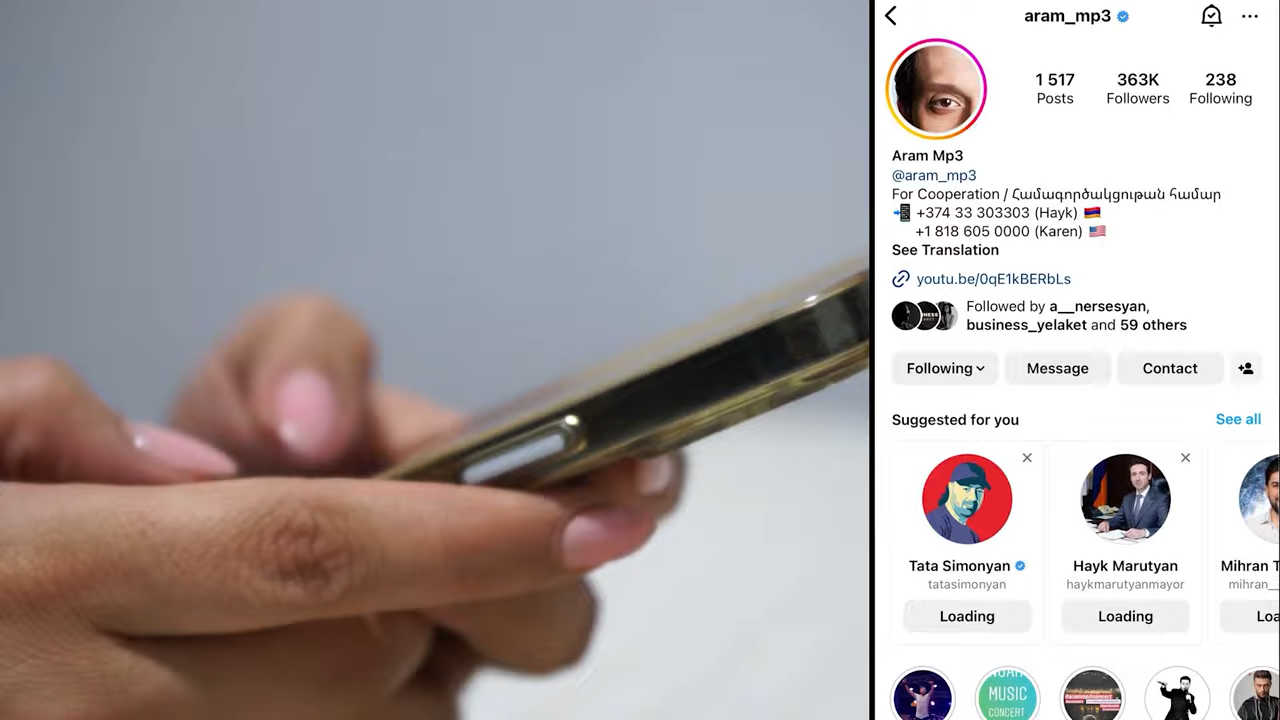 aram_mp3
1 517
Posts
363K
Followers
238
Following
Aram Mp3
@aram_mp3
For Cooperation / Համագործակցութան համար
+374 33 303303 (Hayk)
+1 818 605 0000 (Karen)
See Translation
youtu.be/0qE1kBERbLs
Followed by a__nersesyan,
business_yelaket and 59 others
Following
Message
Contact
Suggested for you
See all
Tata Simonyan
tatasimonyan
Loading
Hayk Marutyan
haykmarutyanmayor
Loading
Mihran
MUSIC
CONCERT